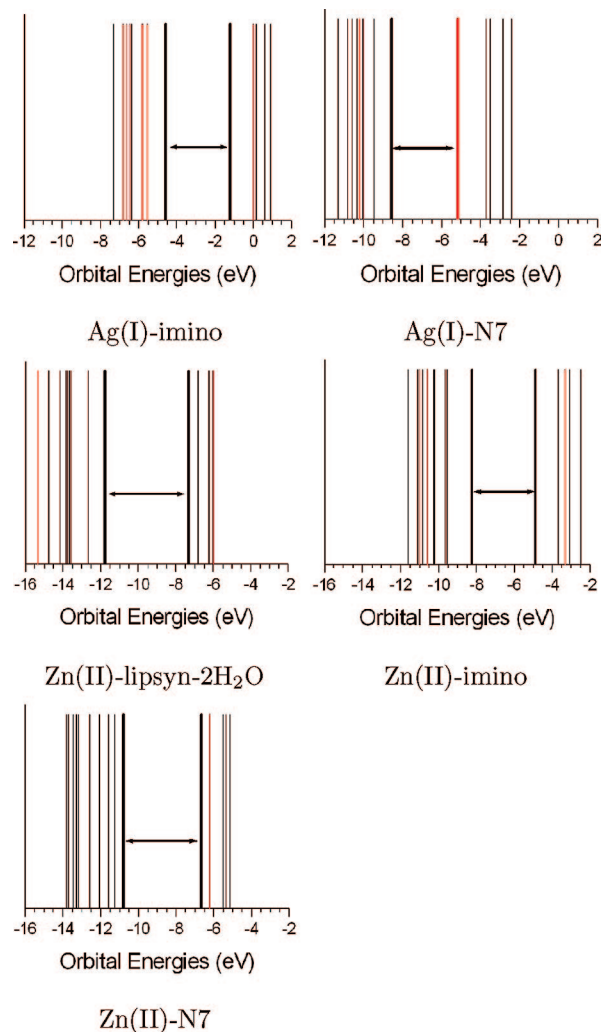 -12 -10 -8 -6 -4 -2 0 2
Orbital Energies (eV)
Ag(I)-imino
-12 -10 -8 -6 -4 -2 0 2
Orbital Energies (eV)
Ag(I)-N7
-16 -14 -12 -10 -8 -6 -4 -2
Orbital Energies (eV)
Zn(II)-lipsyn-2H₂O
-16 -14 -12 -10 -8 -6 -4 -2
Orbital Energies (eV)
Zn(II)-imino
-16 -14 -12 -10 -8 -6 -4 -2
Orbital Energies (eV)
Zn(II)-N7